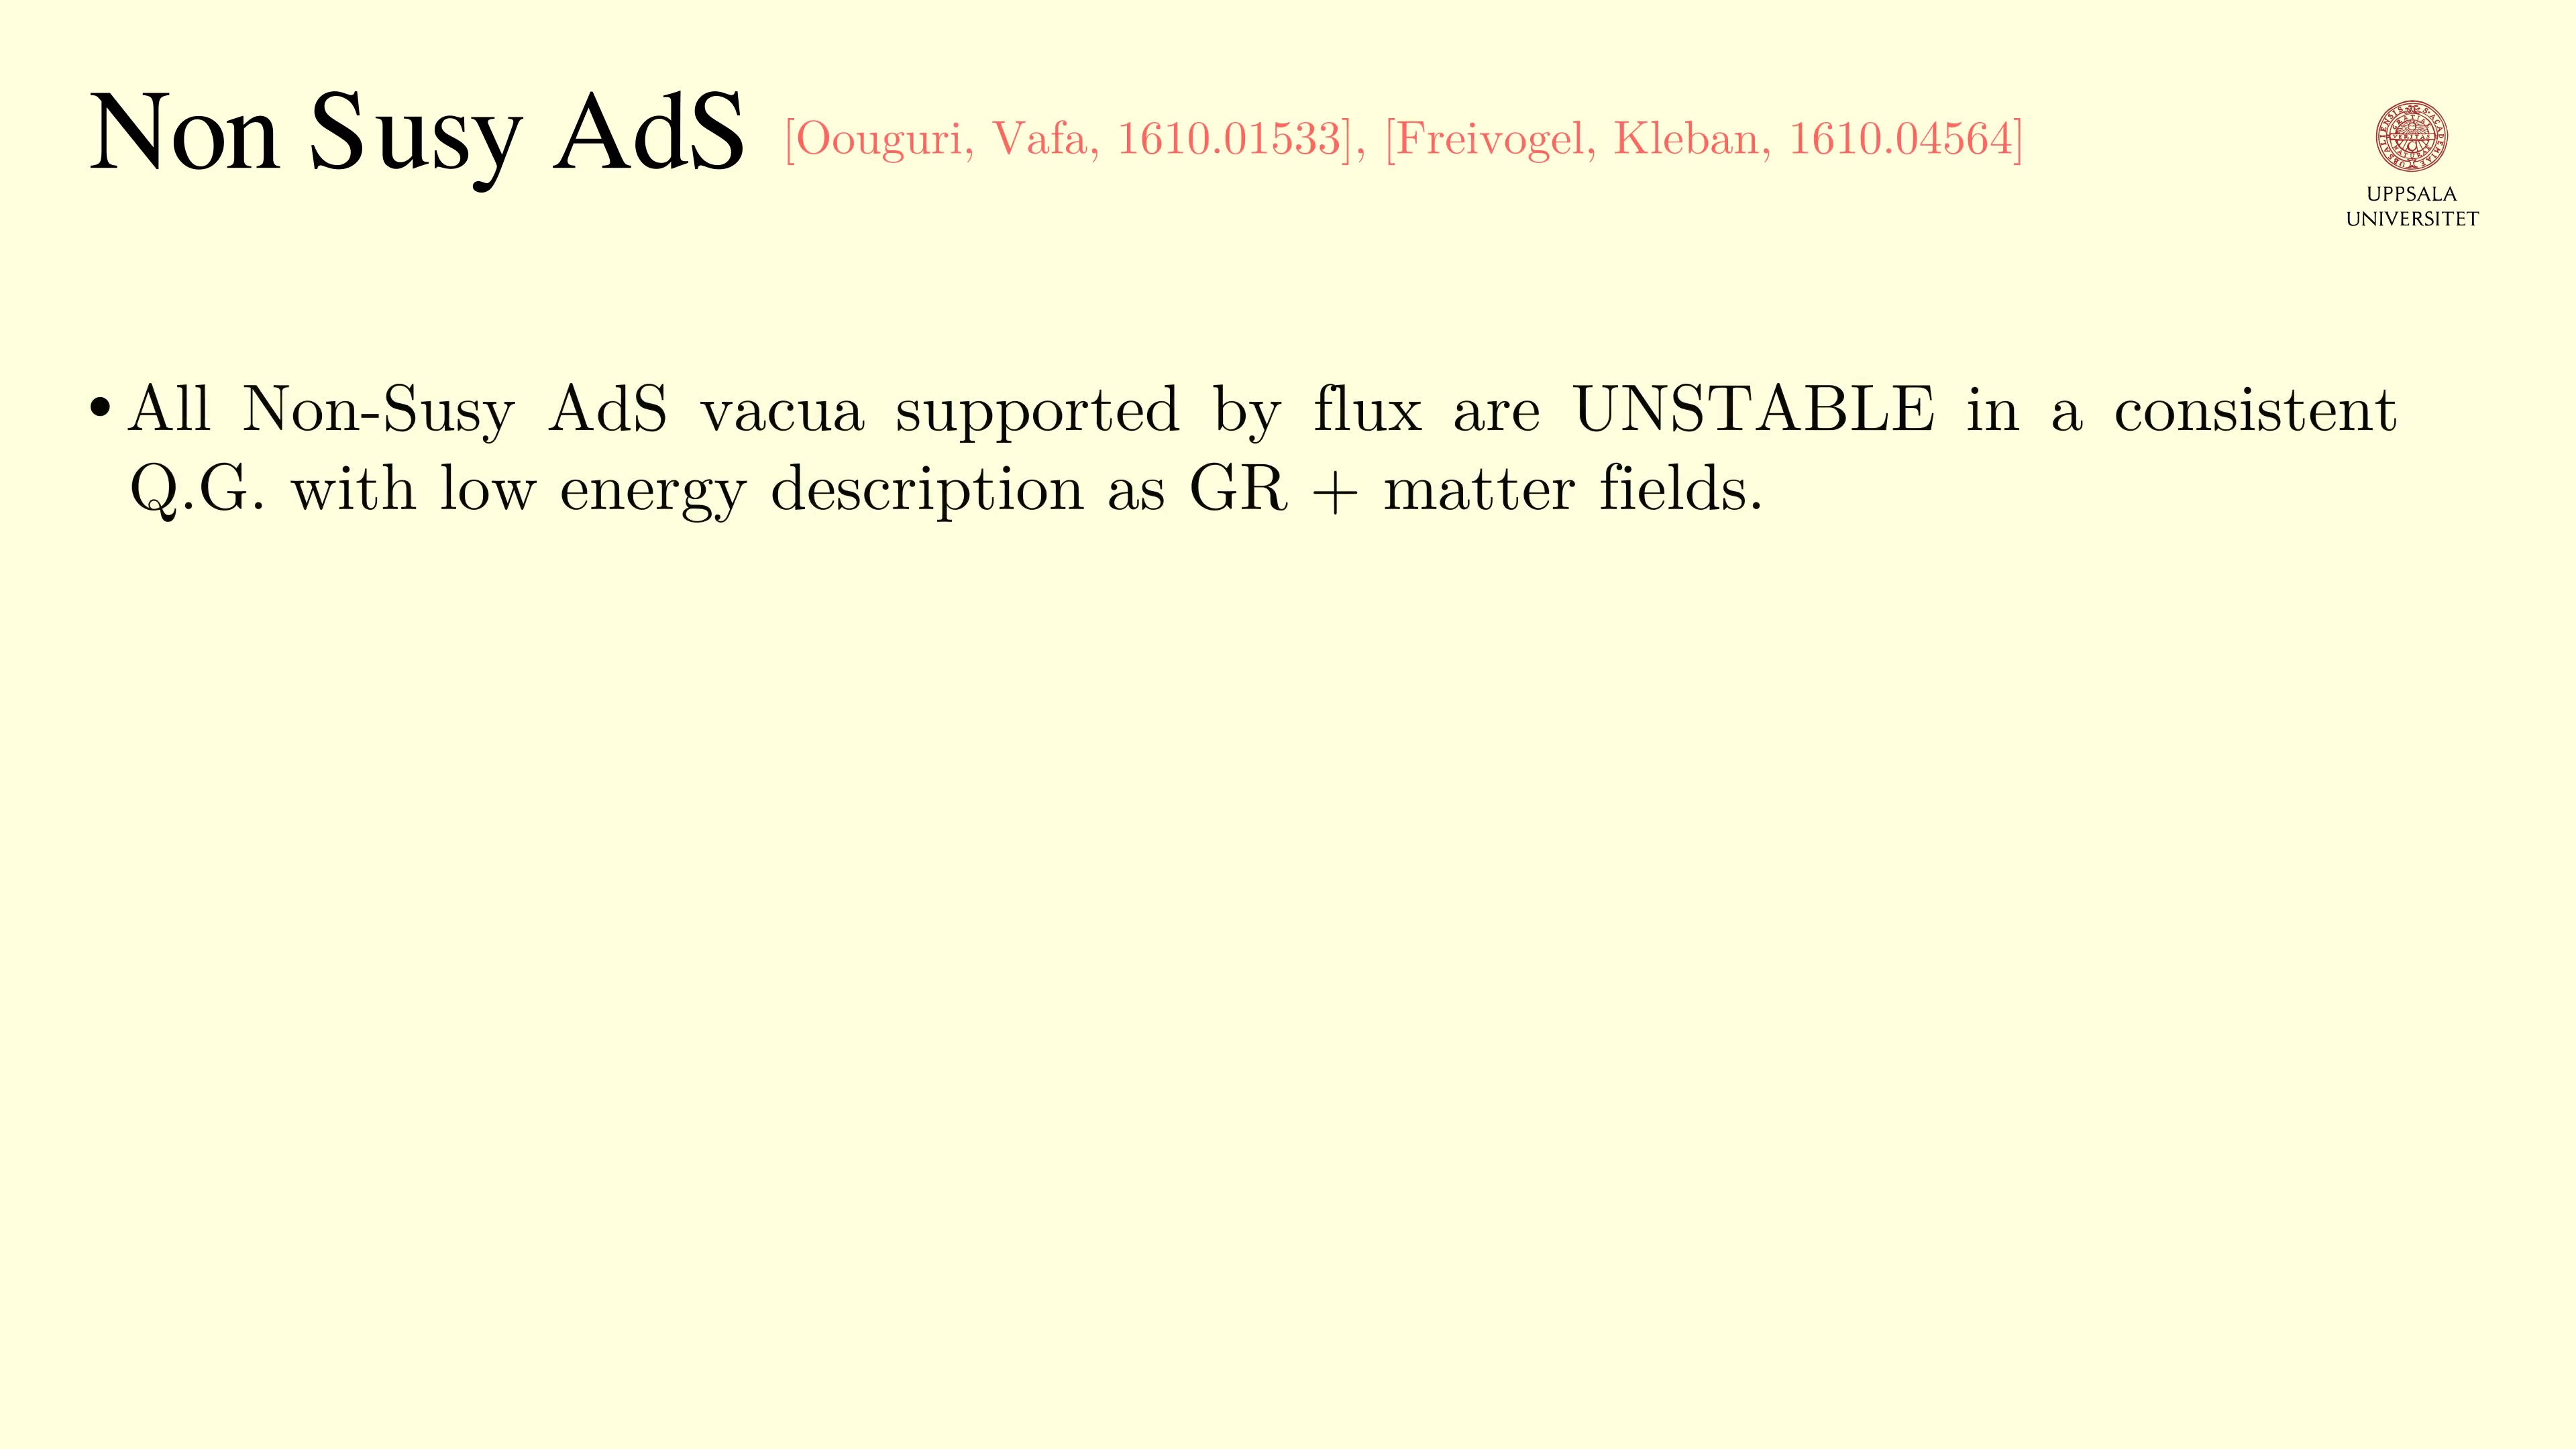 Non Susy AdS [Oouguri, Vafa, 1610.01533], [Freivogel, Kleban, 1610.04564]
UPPSALA
UNIVERSITET
• All Non-Susy AdS vacua supported by flux are UNSTABLE in a consistent
Q.G. with low energy description as GR + matter fields.